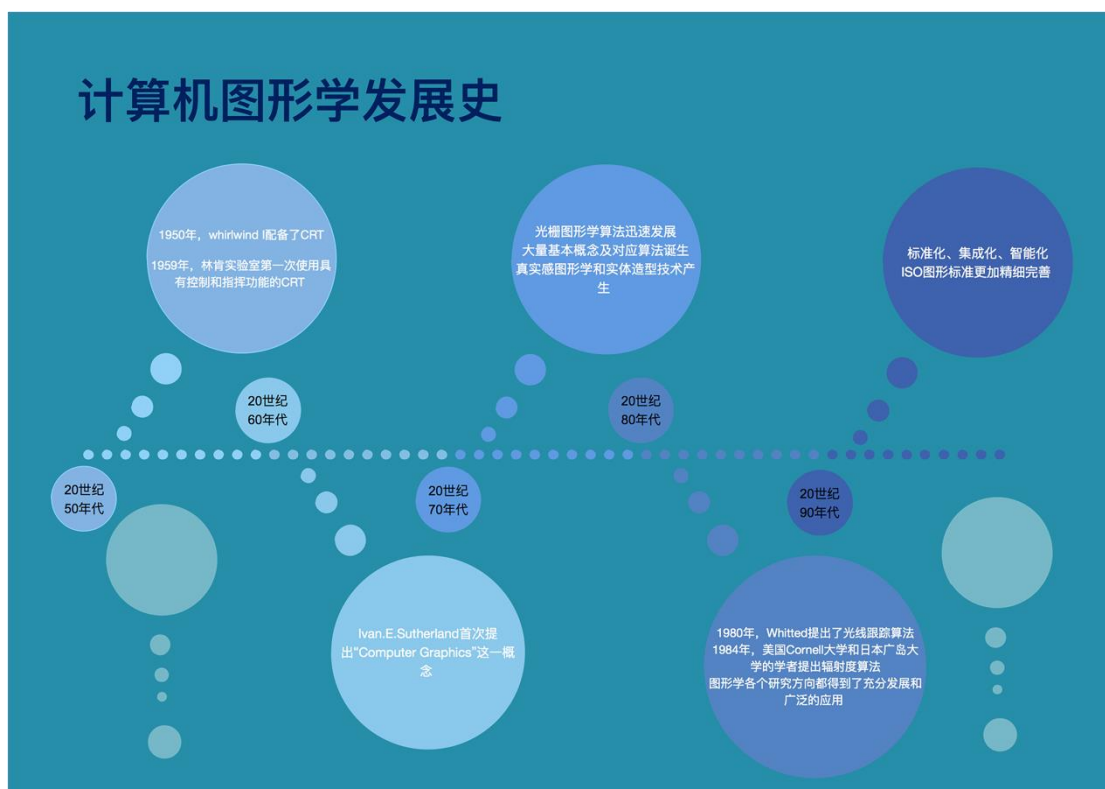 计算机图形学发展史
1950年，whirlwind I配备了CRT
1959年，林肯实验室第一次使用具
有控制和指挥功能的CRT
光栅图形学算法迅速发展
大量基本概念及对应算法诞生
真实感图形学和实体造型技术产
生
标准化、集成化、智能化
ISO图形标准更加精细完善
20世纪
60年代
20世纪
80年代
20世纪
50年代
20世纪
70年代
20世纪
90年代
Ivan.E.Sutherland首次提
出“Computer Graphics”这一概
念
1980年，Whitted提出了光线跟踪算法
1984年，美国Cornell大学和日本广岛大
学的学者提出辐射度算法
图形学各个研究方向都得到了充分发展和
广泛的应用